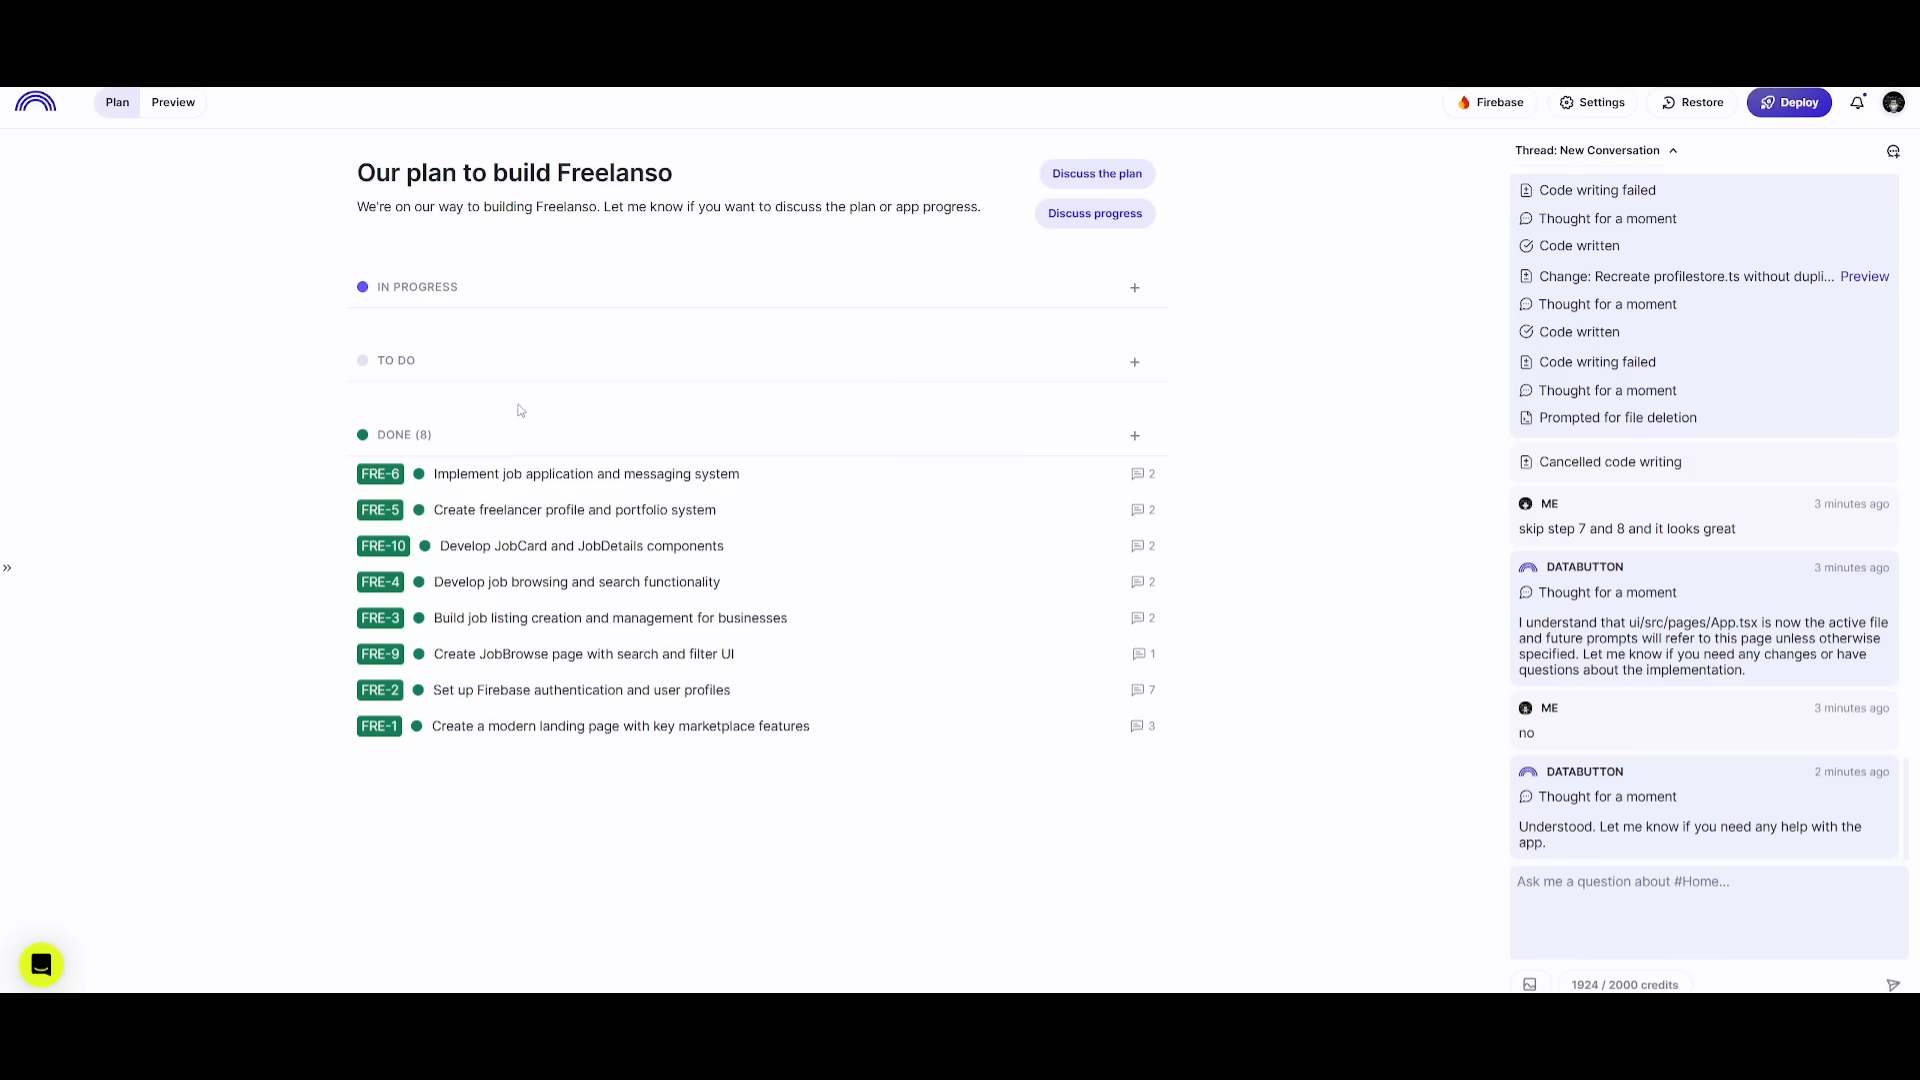 Plan Preview
Firebase Settings Restore Deploy
Our plan to build Freelanso
Discuss the plan
We're on our way to building Freelanso. Let me know if you want to discuss the plan or app progress.
Discuss progress
IN PROGRESS +
TO DO +
DONE (8) +
FRE-6 Implement job application and messaging system 2
FRE-5 Create freelancer profile and portfolio system 2
FRE-10 Develop JobCard and JobDetails components 2
FRE-4 Develop job browsing and search functionality 2
FRE-3 Build job listing creation and management for businesses 2
FRE-9 Create JobBrowse page with search and filter UI 1
FRE-2 Set up Firebase authentication and user profiles 7
FRE-1 Create a modern landing page with key marketplace features 3
»
Thread: New Conversation
Code writing failed
Thought for a moment
Code written
Change: Recreate profilestore.ts without dupli... Preview
Thought for a moment
Code written
Code writing failed
Thought for a moment
Prompted for file deletion
Cancelled code writing
ME 3 minutes ago
skip step 7 and 8 and it looks great
DATABUTTON 3 minutes ago
Thought for a moment
I understand that ui/src/pages/App.tsx is now the active file
and future prompts will refer to this page unless otherwise
specified. Let me know if you need any changes or have
questions about the implementation.
ME 3 minutes ago
no
DATABUTTON 2 minutes ago
Thought for a moment
Understood. Let me know if you need any help with the
app.
Ask me a question about #Home...
1924 / 2000 credits